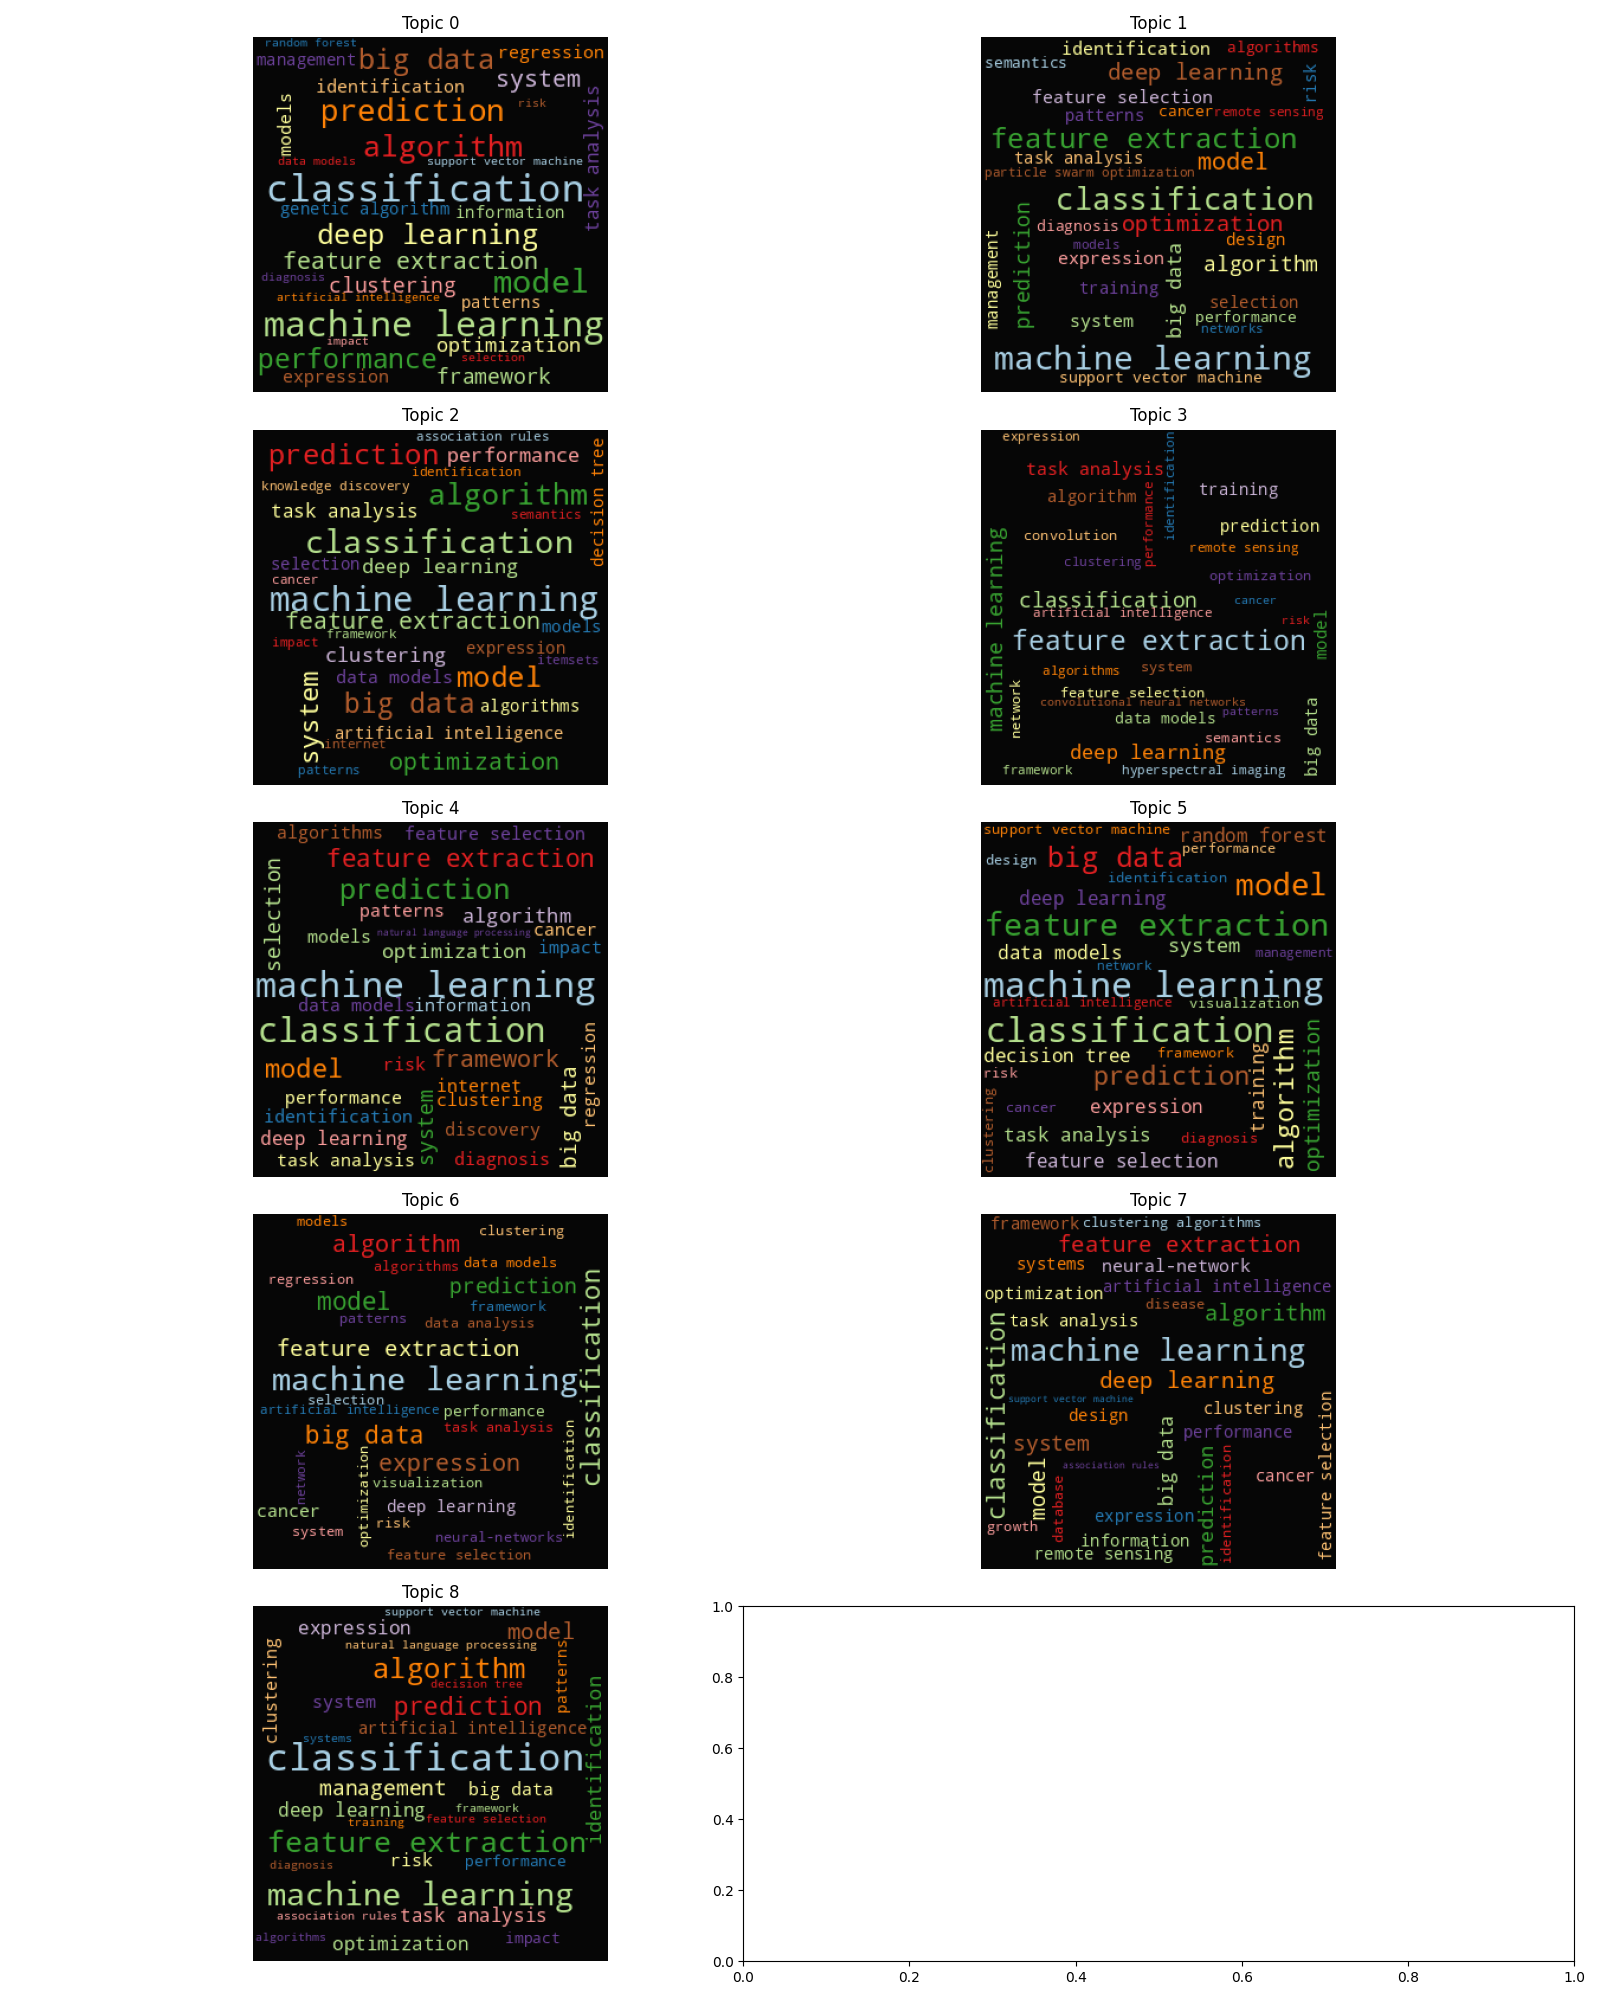 Topic 0
random forest
management
big data
regression
system
identification
models
prediction
risk
task analysis
algorithm
data models
support vector machine
classification
genetic algorithm
information
deep learning
feature extraction
diagnosis
clustering
model
artificial intelligence
patterns
machine learning
impact
optimization
performance
selection
expression
framework
Topic 1
identification
algorithms
semantics
deep learning
risk
feature selection
patterns
cancer
remote sensing
feature extraction
task analysis
model
particle swarm optimization
classification
diagnosis
optimization
management
prediction
models
design
expression
big data
algorithm
training
selection
system
performance
networks
machine learning
support vector machine
Topic 2
association rules
prediction
performance
decision tree
identification
knowledge discovery
algorithm
task analysis
semantics
classification
selection
deep learning
cancer
machine learning
feature extraction
models
framework
impact
clustering
expression
itemsets
system
data models
model
big data
algorithms
artificial intelligence
internet
optimization
patterns
Topic 3
expression
task analysis
identification
algorithm
performance
training
convolution
prediction
machine learning
clustering
remote sensing
optimization
classification
cancer
artificial intelligence
risk
feature extraction
model
algorithms
system
network
feature selection
convolutional neural networks
data models
patterns
big data
semantics
deep learning
framework
hyperspectral imaging
Topic 4
algorithms
feature selection
feature extraction
selection
prediction
patterns
algorithm
models
natural language processing
cancer
optimization
impact
machine learning
data models
information
classification
model
risk
framework
regression
internet
performance
clustering
system
big data
identification
discovery
deep learning
task analysis
diagnosis
Topic 5
support vector machine
random forest
design
big data
performance
identification
model
deep learning
feature extraction
data models
system
management
network
machine learning
artificial intelligence
visualization
classification
decision tree
framework
training
algorithm
optimization
risk
prediction
clustering
cancer
expression
task analysis
diagnosis
feature selection
Topic 6
models
clustering
algorithm
algorithms
data models
regression
prediction
classification
model
framework
patterns
data analysis
feature extraction
machine learning
selection
artificial intelligence
performance
big data
task analysis
identification
network
optimization
expression
visualization
cancer
deep learning
system
risk
neural-networks
feature selection
Topic 7
framework
clustering algorithms
feature extraction
systems
neural-network
optimization
artificial intelligence
disease
algorithm
classification
task analysis
machine learning
deep learning
support vector machine
clustering
design
big data
performance
feature selection
system
model
association rules
prediction
identification
database
cancer
growth
expression
information
remote sensing
Topic 8
support vector machine
expression
model
clustering
natural language processing
patterns
algorithm
decision tree
system
prediction
identification
artificial intelligence
systems
classification
management
big data
deep learning
framework
training
feature selection
feature extraction
diagnosis
risk
performance
machine learning
association rules
task analysis
algorithms
optimization
impact
1.0
0.8
0.6
0.4
0.2
0.0
0.0 0.2 0.4 0.6 0.8 1.0